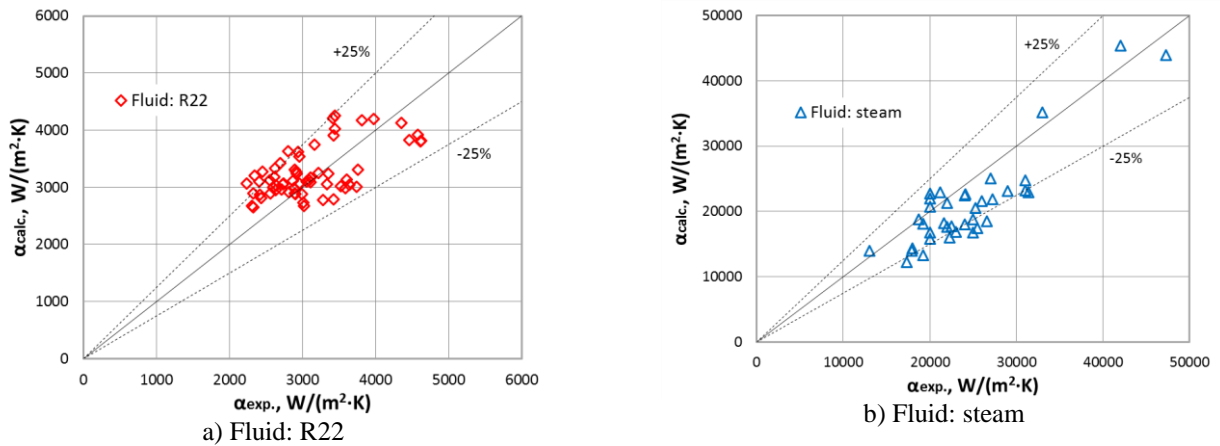 6000
5000
4000
3000
2000
1000
0
αcalc., W/(m²·K)
+25%
Fluid: R22
-25%
0 1000 2000 3000 4000 5000 6000
αexp., W/(m²·K)
a) Fluid: R22
50000
40000
30000
20000
10000
0
αcalc., W/(m²·K)
+25%
Fluid: steam
-25%
0 10000 20000 30000 40000 50000
αexp., W/(m²·K)
b) Fluid: steam